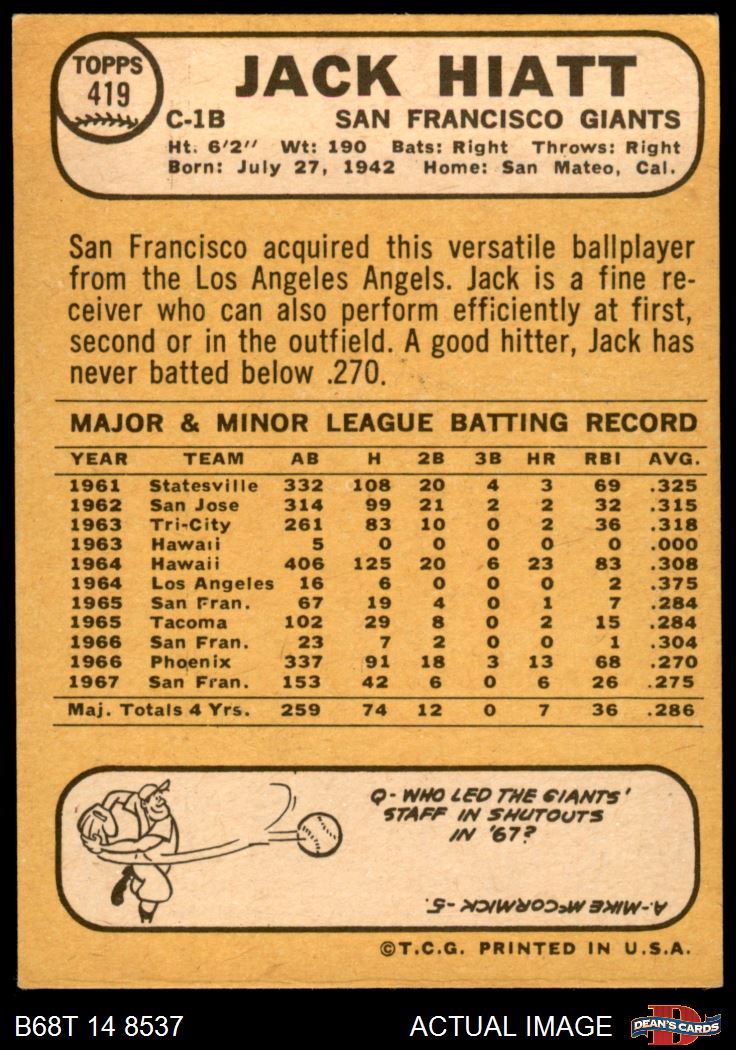 TOPPS
419
JACK HIATT
C-1B SAN FRANCISCO GIANTS
Ht. 6'2" Wt: 190 Bats: Right Throws: Right
Born: July 27, 1942 Home: San Mateo, Cal.
San Francisco acquired this versatile ballplayer
from the Los Angeles Angels. Jack is a fine re-
ceiver who can also perform efficiently at first,
second or in the outfield. A good hitter, Jack has
never batted below .270.
MAJOR & MINOR LEAGUE BATTING RECORD
YEAR TEAM AB H 2B 3B HR RBI AVG.
1961 Statesville 332 108 20 4 3 69 .325
1962 San Jose 314 99 21 2 2 32 .315
1963 Tri-City 261 83 10 0 2 36 .318
1963 Hawaii 5 0 0 0 0 0 .000
1964 Hawaii 406 125 20 6 23 83 .308
1964 Los Angeles 16 6 0 0 0 2 .375
1965 San Fran. 67 19 4 0 1 7 .284
1965 Tacoma 102 29 8 0 2 15 .284
1966 San Fran. 23 7 2 0 0 1 .304
1966 Phoenix 337 91 18 3 13 68 .270
1967 San Fran. 153 42 6 0 6 26 .275
Maj. Totals 4 Yrs. 259 74 12 0 7 36 .286
Q- WHO LED THE GIANTS'
STAFF IN SHUTOUTS
IN '67?
A-MIKE McCORMICK-5.
©T.C.G. PRINTED IN U.S.A.
B68T 14 8537 ACTUAL IMAGE DEAN'S CARDS